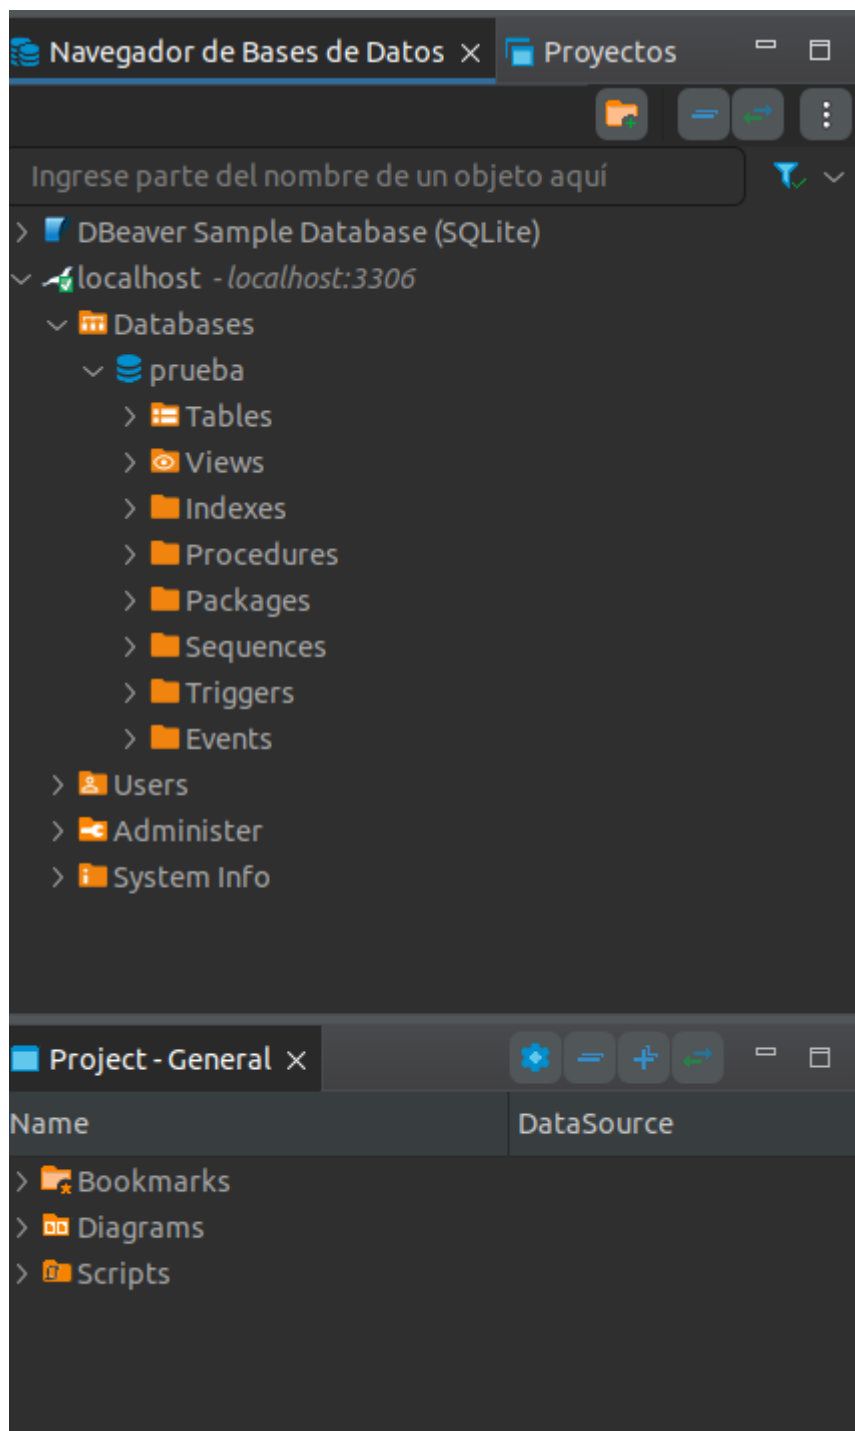 Navegador de Bases de Datos Proyectos
Ingrese parte del nombre de un objeto aquí
DBeaver Sample Database (SQLite)
localhost - localhost:3306
Databases
prueba
Tables
Views
Indexes
Procedures
Packages
Sequences
Triggers
Events
Users
Administer
System Info
Project - General
Name DataSource
Bookmarks
Diagrams
Scripts